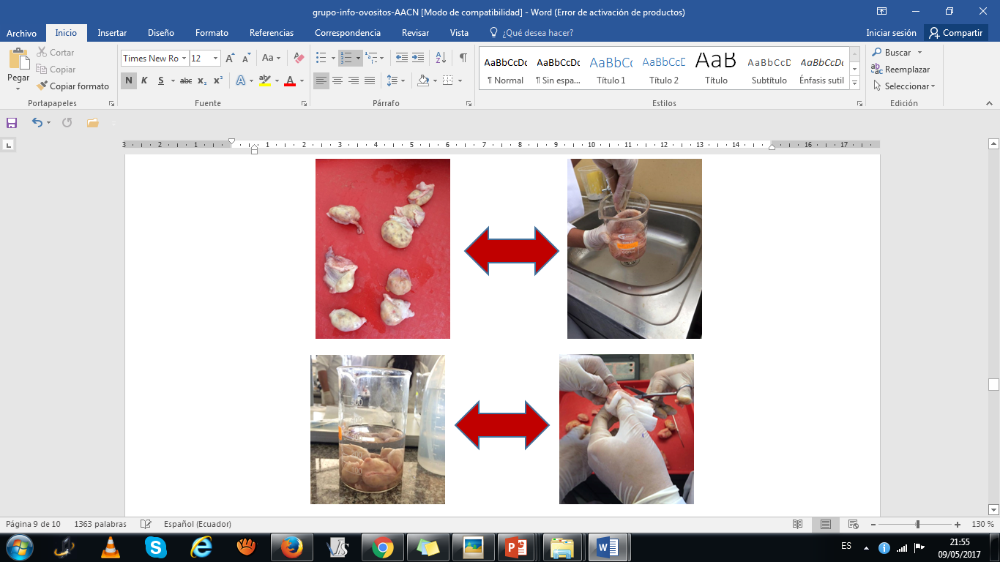 grupo-info-ovositos-AACN [Modo de compatibilidad] - Word (Error de activación de productos)
Archivo Inicio Insertar Diseño Formato Referencias Correspondencia Revisar Vista ¿Qué desea hacer? Iniciar sesión Compartir
Pegar
Cortar
Copiar
Copiar formato
Portapapeles
Times New Ro 12
N K S abc x₂ x²
Aa
A
Fuente
Párrafo
AaBbCcDc AaBbCcDc AaBbCc AaBbCcD AaB AaBbCcD AaBbCcDc
¶ Normal ¶ Sin espa... Título 1 Título 2 Título Subtítulo Énfasis sutil
Estilos
Buscar
Reemplazar
Seleccionar
Edición
3 2 1 1 2 3 4 5 6 7 8 9 10 11 12 13 14 16 17
500
100
Página 9 de 10 1363 palabras Español (Ecuador) 130 %
ES 21:55
09/05/2017